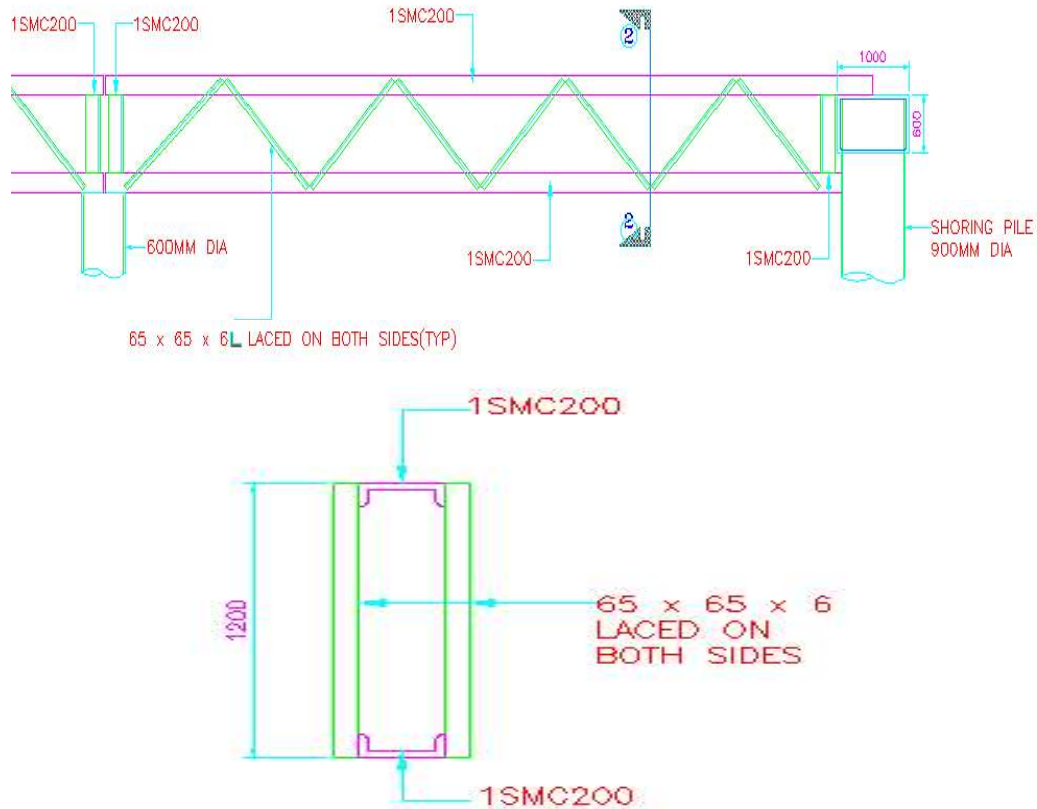 1SMC200
1SMC200
1SMC200
2
1000
600
600MM DIA
1SMC200
2
1SMC200
SHORING PILE
900MM DIA
65 x 65 x 6L LACED ON BOTH SIDES(TYP)
1SMC200
1200
65 x 65 x 6
LACED ON
BOTH SIDES
1SMC200